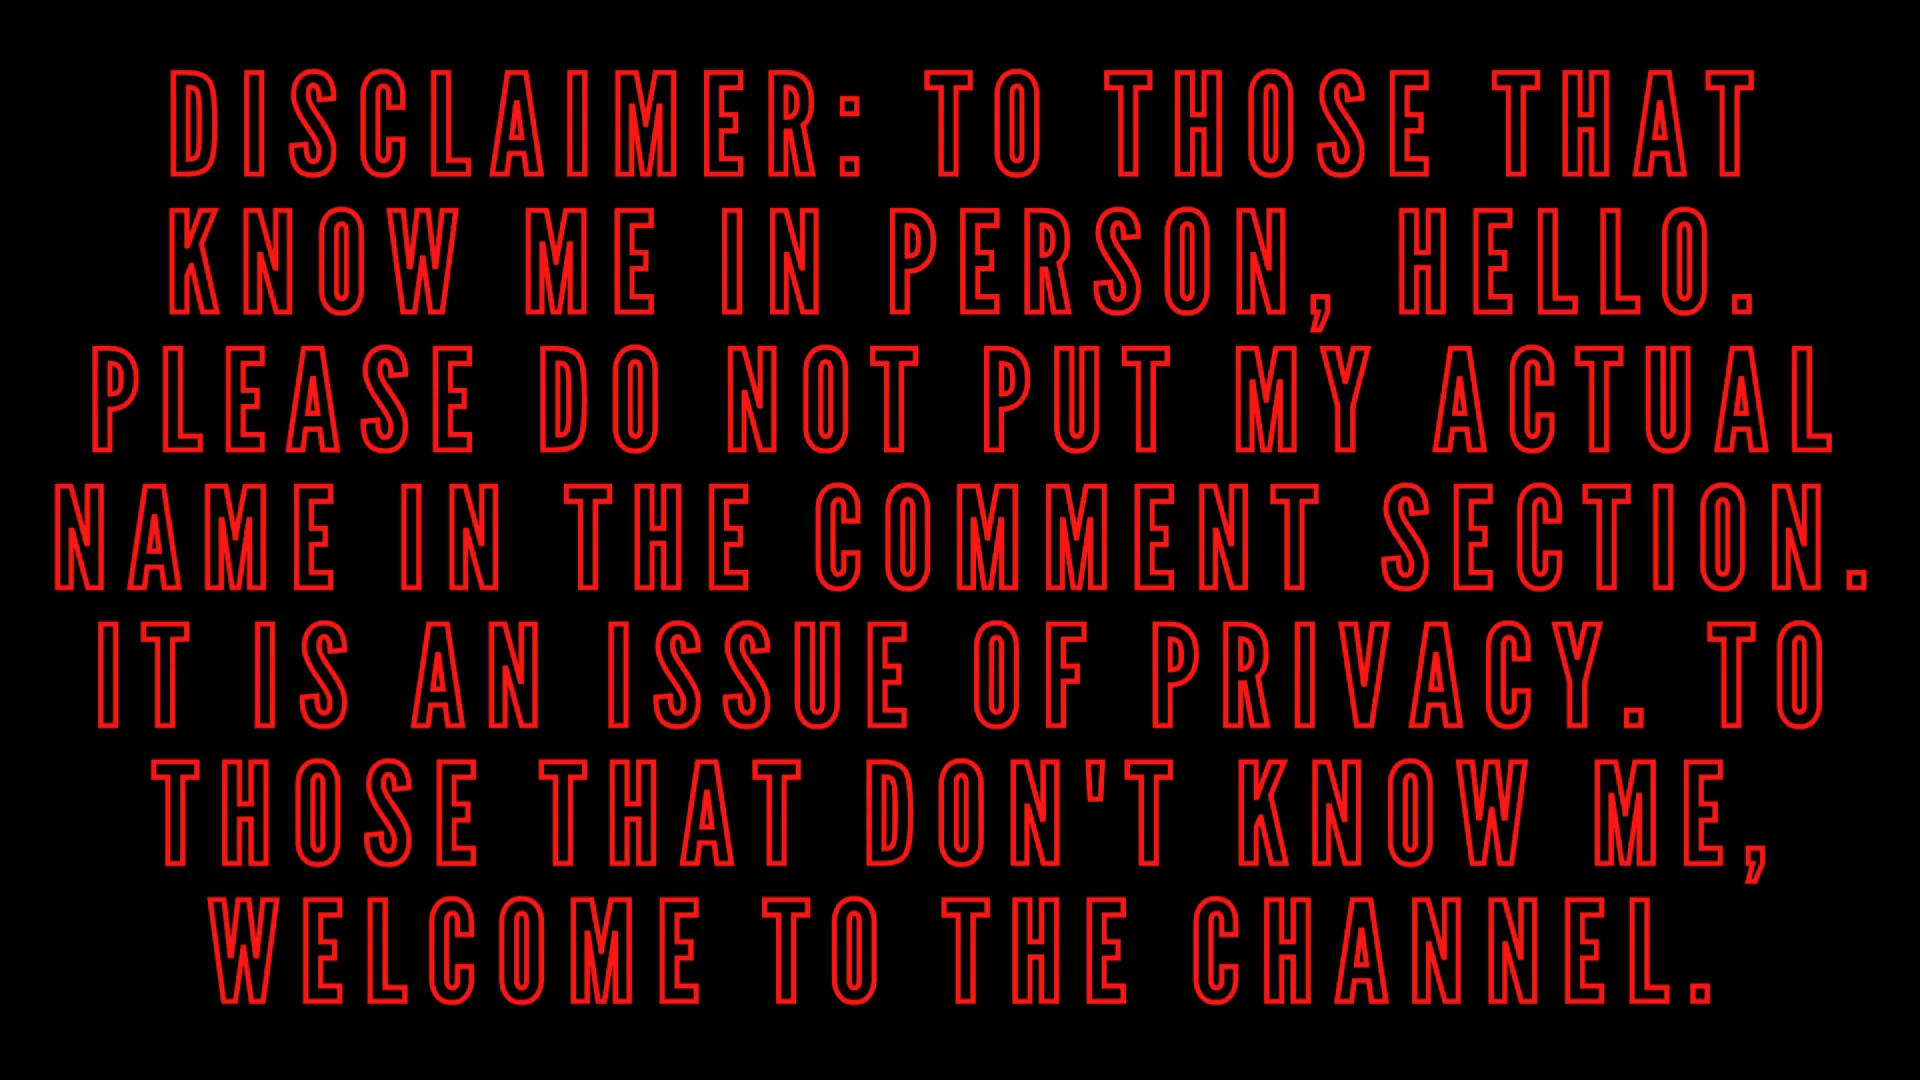 DISCLAIMER: TO THOSE THAT
KNOW ME IN PERSON, HELLO.
PLEASE DO NOT PUT MY ACTUAL
NAME IN THE COMMENT SECTION.
IT IS AN ISSUE OF PRIVACY. TO
THOSE THAT DON'T KNOW ME,
WELCOME TO THE CHANNEL.